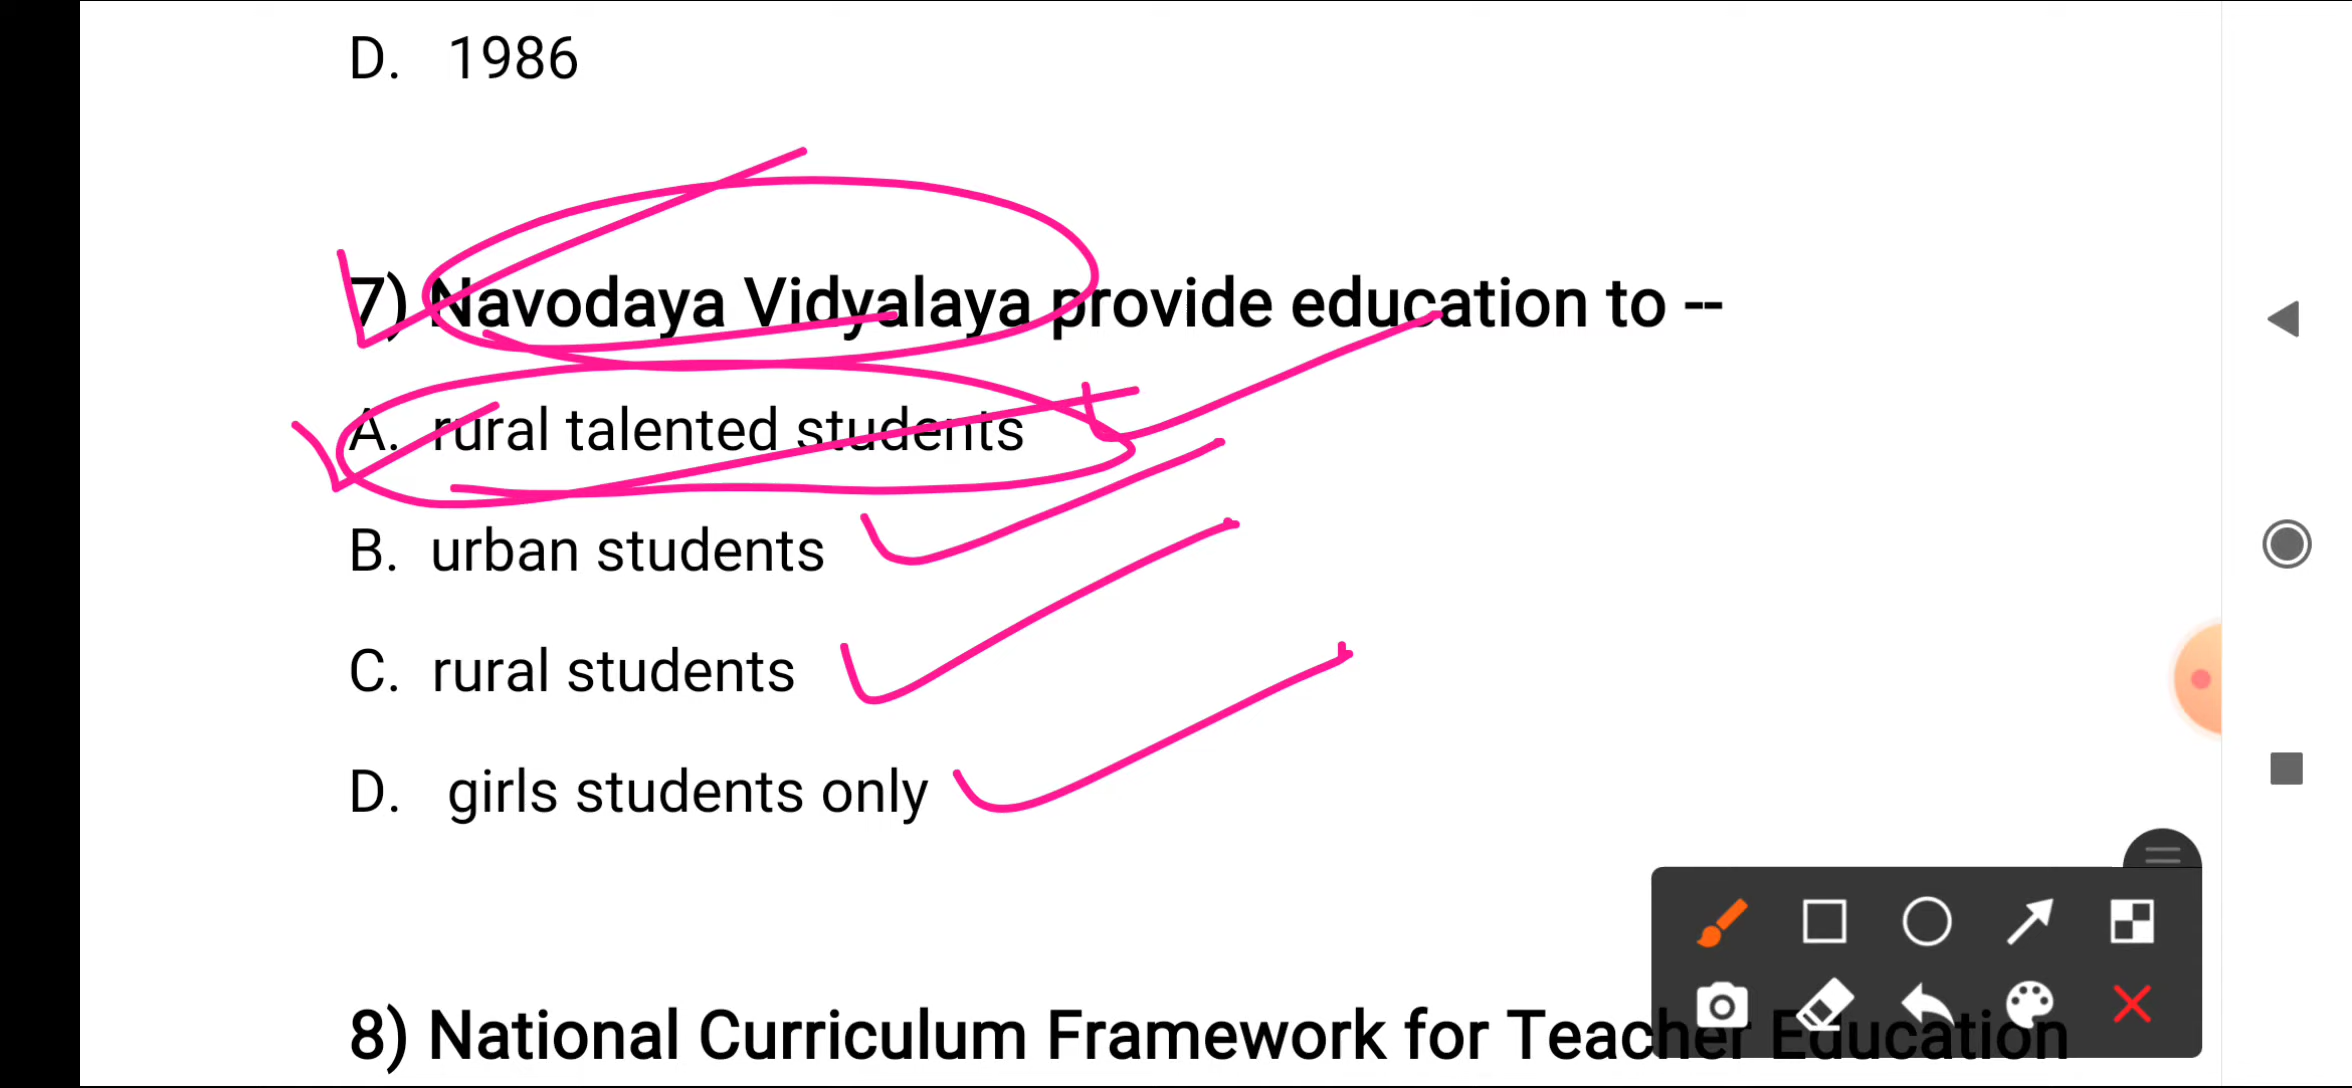 D. 1986
7) Navodaya Vidyalaya provide education to --
A. rural talented students
B. urban students
C. rural students
D. girls students only
8) National Curriculum Framework for Teacher Education